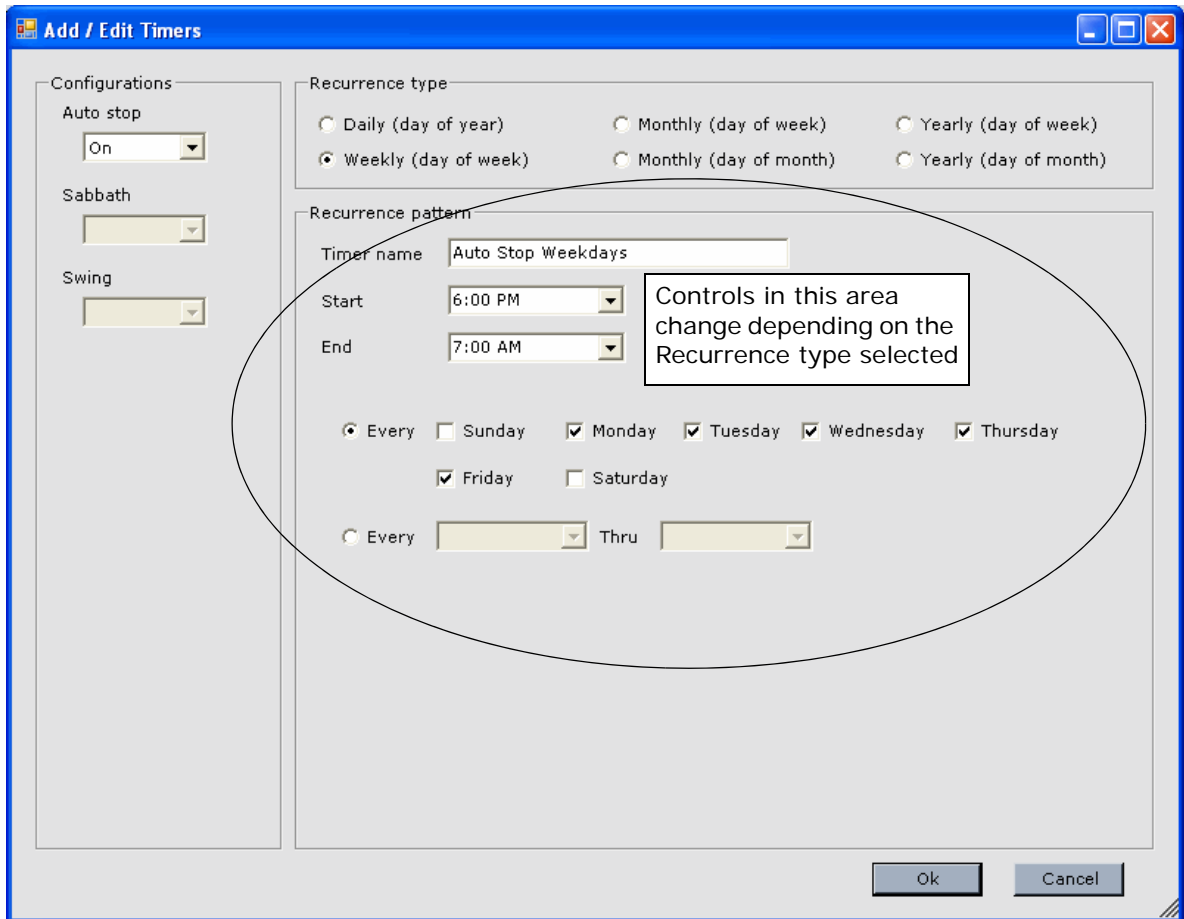 Add / Edit Timers
Configurations
Auto stop
On
Sabbath
Swing
Recurrence type
Daily (day of year)
Monthly (day of week)
Yearly (day of week)
Weekly (day of week)
Monthly (day of month)
Yearly (day of month)
Recurrence pattern
Timer name
Auto Stop Weekdays
Start
6:00 PM
End
7:00 AM
Controls in this area
change depending on the
Recurrence type selected
Every
Sunday
Monday
Tuesday
Wednesday
Thursday
Friday
Saturday
Every
Thru
Ok
Cancel